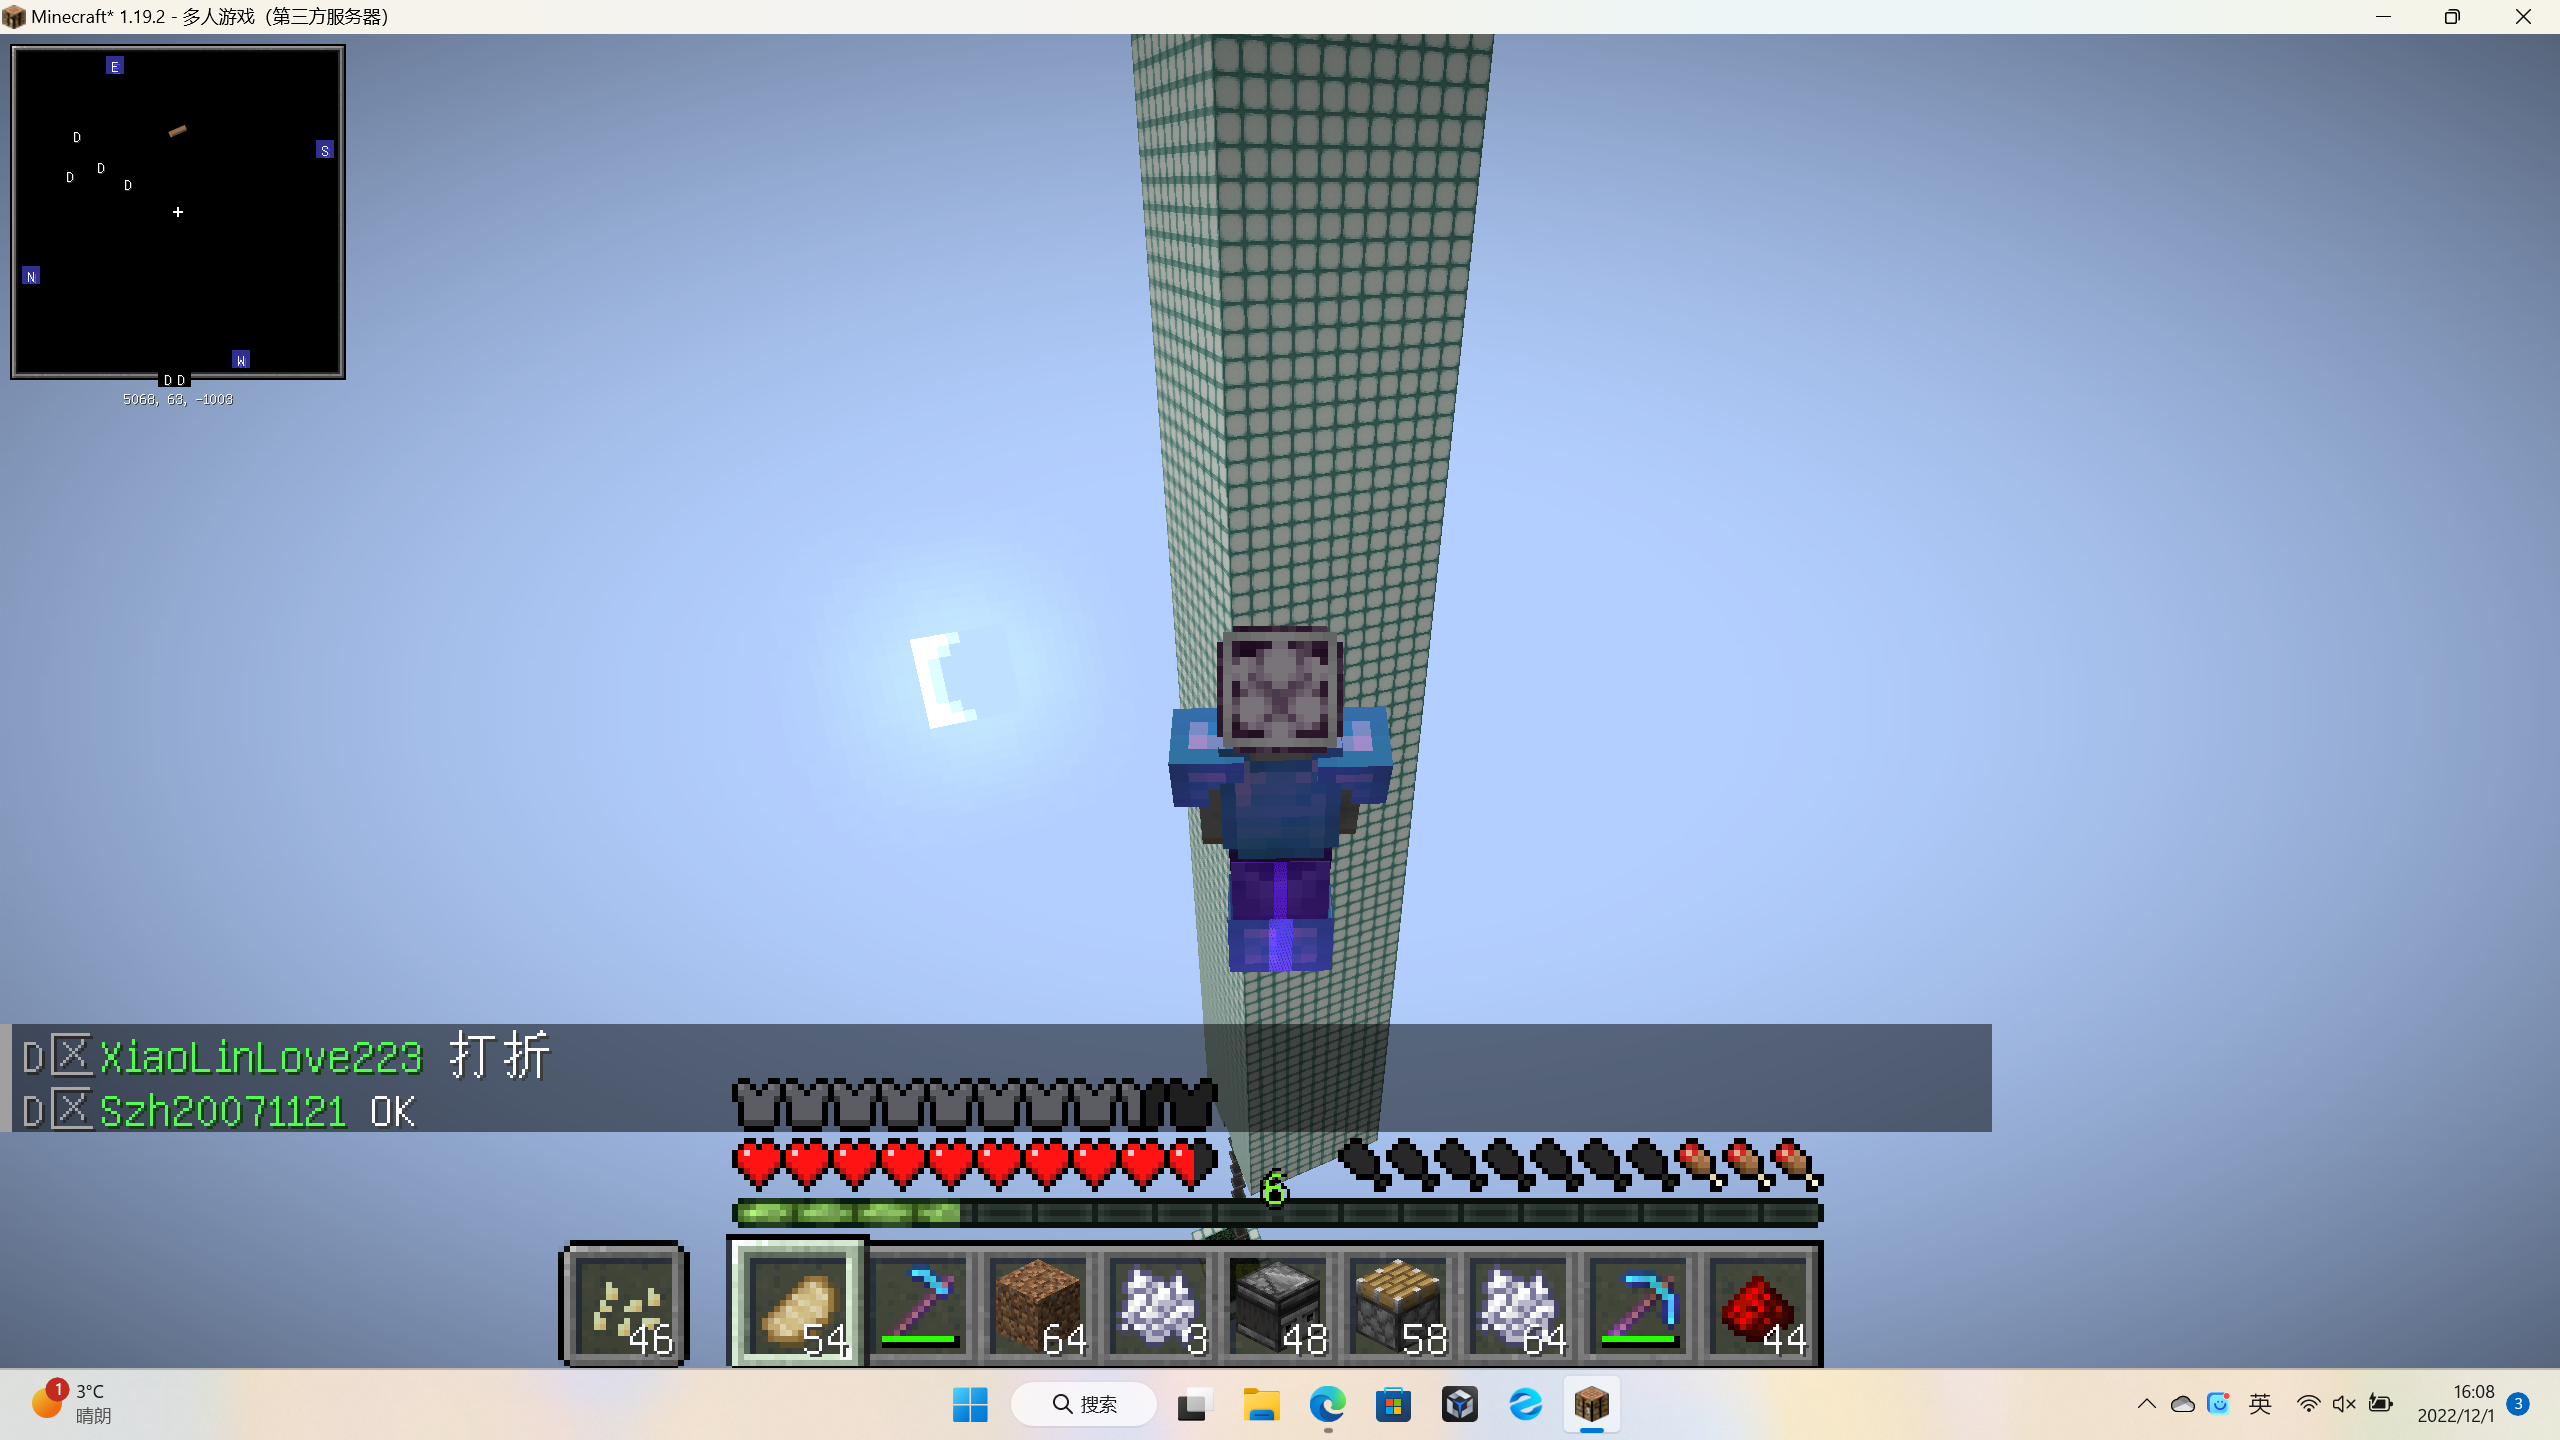 Minecraft* 1.19.2 - 多人游戏（第三方服务器）
E
S
D
D
D
D
N
W
D D
5068, 63, -1003
D XiaoLinLove223 打折
D Szh20071121 OK
6
46
54
64
3
48
58
64
44
1
3°C
晴朗
搜索
英
16:08
2022/12/1
3